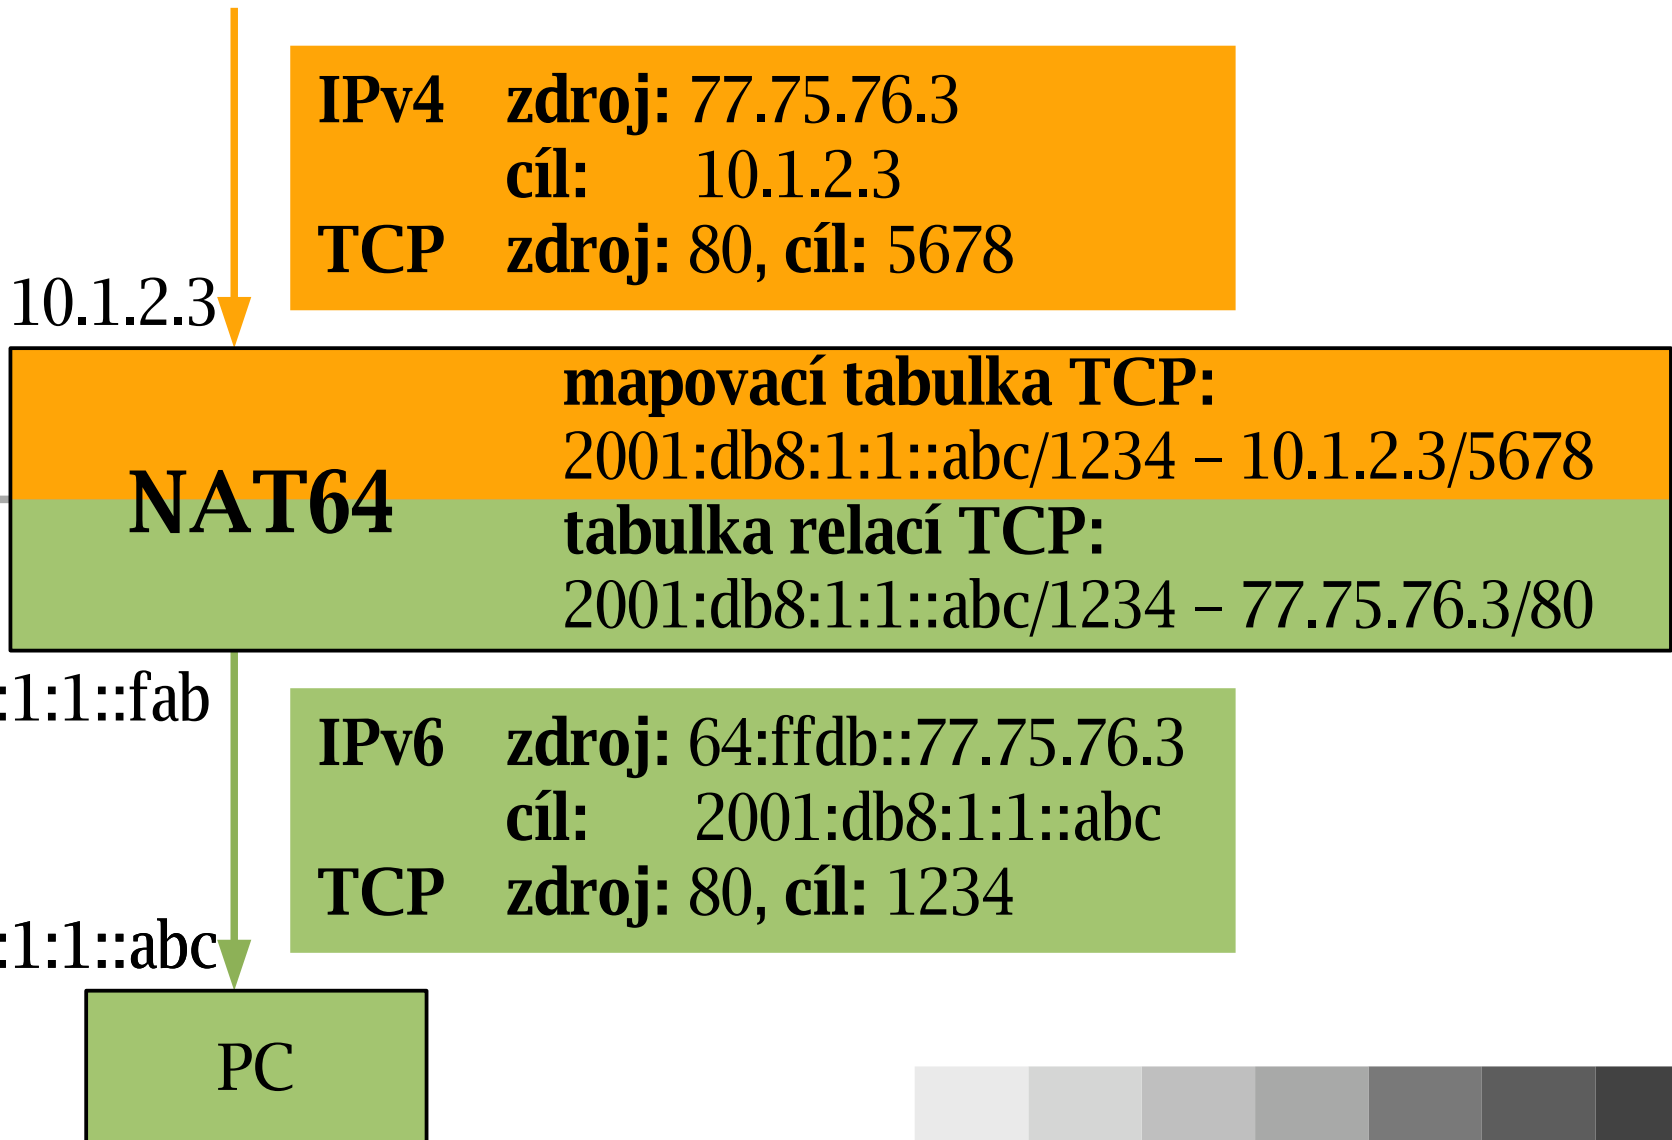 IPv4 zdroj: 77.75.76.3
cíl: 10.1.2.3
TCP zdroj: 80, cíl: 5678
10.1.2.3
mapovací tabulka TCP:
2001:db8:1:1::abc/1234 – 10.1.2.3/5678
NAT64
tabulka relací TCP:
2001:db8:1:1::abc/1234 – 77.75.76.3/80
:1:1::fab
IPv6 zdroj: 64:ffdb::77.75.76.3
cíl: 2001:db8:1:1::abc
TCP zdroj: 80, cíl: 1234
:1:1::abc
PC